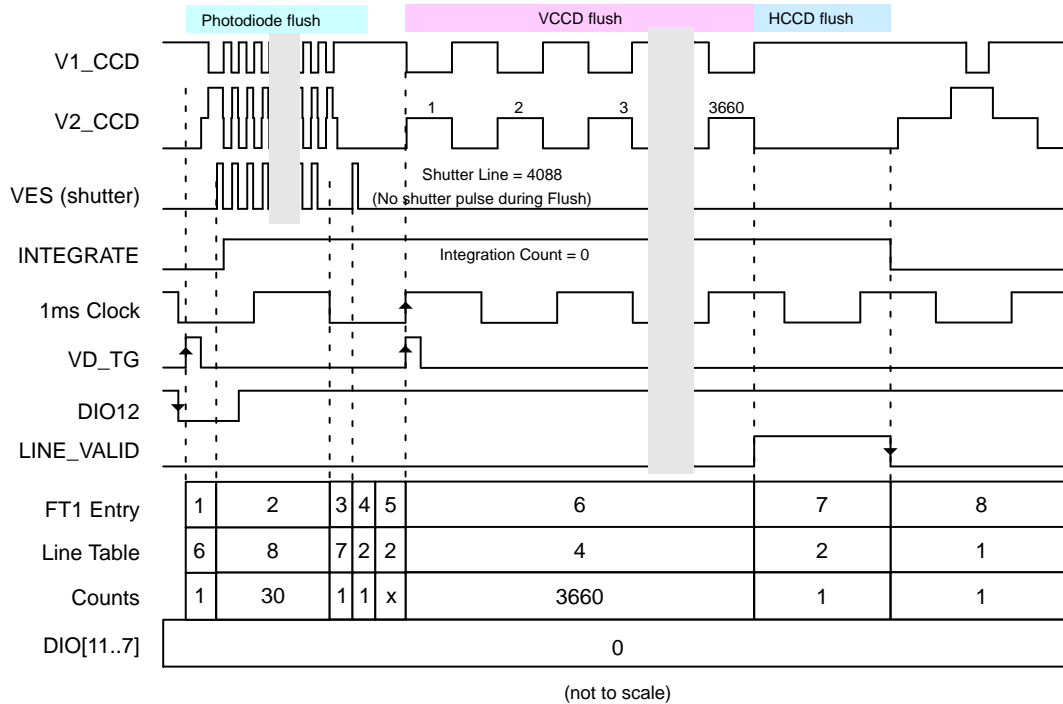 Photodiode flush VCCD flush HCCD flush
V1_CCD
V2_CCD 1 2 3 3660
VES (shutter) Shutter Line = 4088
(No shutter pulse during Flush)
INTEGRATE Integration Count = 0
1ms Clock
VD_TG
DIO12
LINE_VALID
FT1 Entry 1 2 3 4 5 6 7 8
Line Table 6 8 7 2 2 4 2 1
Counts 1 30 1 1 x 3660 1 1
DIO[11..7] 0
(not to scale)